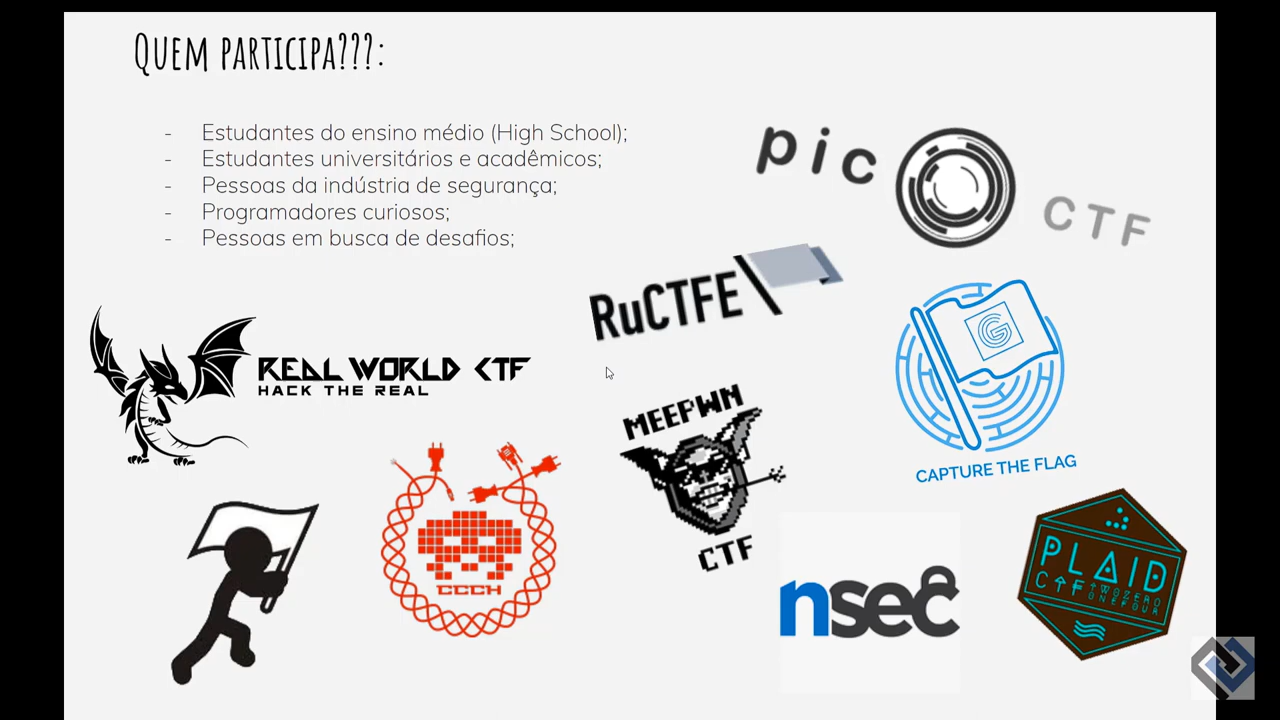 QUEM PARTICIPA???:
- Estudantes do ensino médio (High School);
- Estudantes universitários e acadêmicos;
- Pessoas da indústria de segurança;
- Programadores curiosos;
- Pessoas em busca de desafios;
pic
CTF
RuCTFE
REAL WORLD CTF
HACK THE REAL
G
CAPTURE THE FLAG
MEEPWN
CTF
CCCH
nsec
PLAID
CTF TWOZERO
ONEFOUR